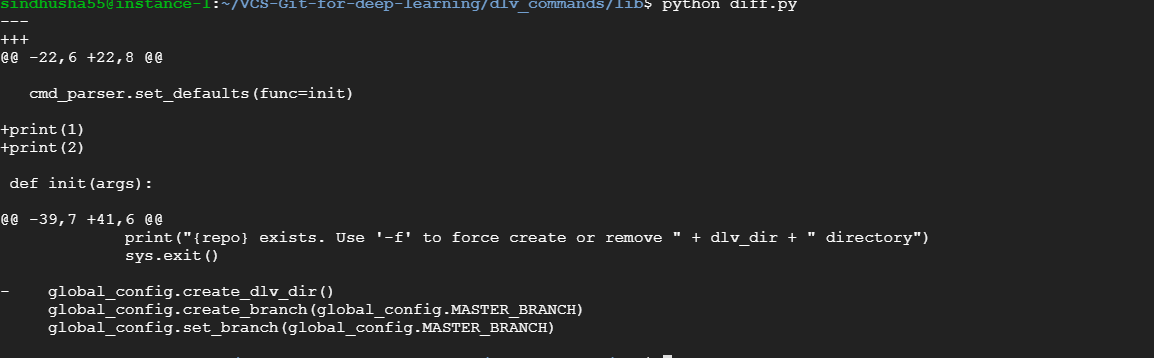 sindhusha55@instance-1:~/VCS-Git-for-deep-learning/dlv_commands/lib$ python diff.py
---
+++
@@ -22,6 +22,8 @@
cmd_parser.set_defaults(func=init)
+print(1)
+print(2)
def init(args):
@@ -39,7 +41,6 @@
print("{repo} exists. Use '-f' to force create or remove " + dlv_dir + " directory")
sys.exit()
-    global_config.create_dlv_dir()
global_config.create_branch(global_config.MASTER_BRANCH)
global_config.set_branch(global_config.MASTER_BRANCH)